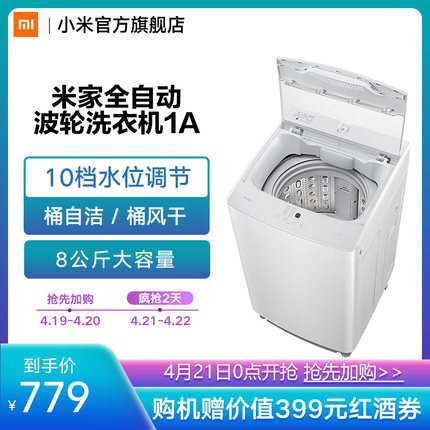 小米官方旗舰店
米家全自动
波轮洗衣机1A
10档水位调节
桶自洁 / 桶风干
8公斤大容量
抢先加购 疯抢2天
4.19-4.20 4.21-4.22
到手价
4月21日0点开抢 抢先加购>>
¥779
购机赠价值399元红酒券